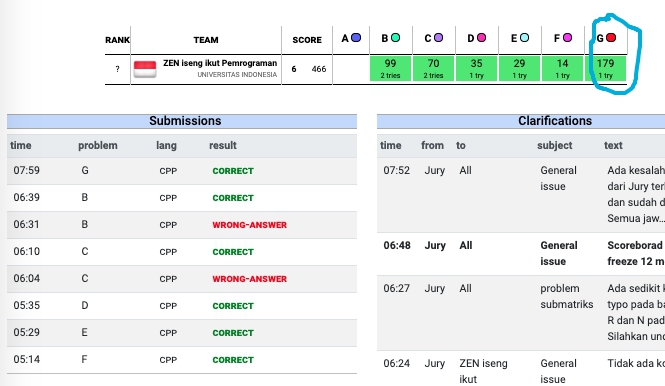 RANK TEAM SCORE A B C D E F G
? ZEN iseng ikut Pemrograman 6 466 99 70 35 29 14 179
UNIVERSITAS INDONESIA 2 tries 2 tries 1 try 1 try 1 try 1 try
Submissions
time problem lang result
07:59 G CPP CORRECT
06:39 B CPP CORRECT
06:31 B CPP WRONG-ANSWER
06:10 C CPP CORRECT
06:04 C CPP WRONG-ANSWER
05:35 D CPP CORRECT
05:29 E CPP CORRECT
05:14 F CPP CORRECT
Clarifications
time from to subject text
07:52 Jury All General Ada kesalah
issue dari Jury ter
dan sudah d
Semua jaw...
06:48 Jury All General Scoreborad
issue freeze 12 m
06:27 Jury All problem Ada sedikit k
submatriks typo pada ba
R dan N pad
Silahkan unc
06:24 Jury ZEN iseng General Tidak ada ko
ikut issue